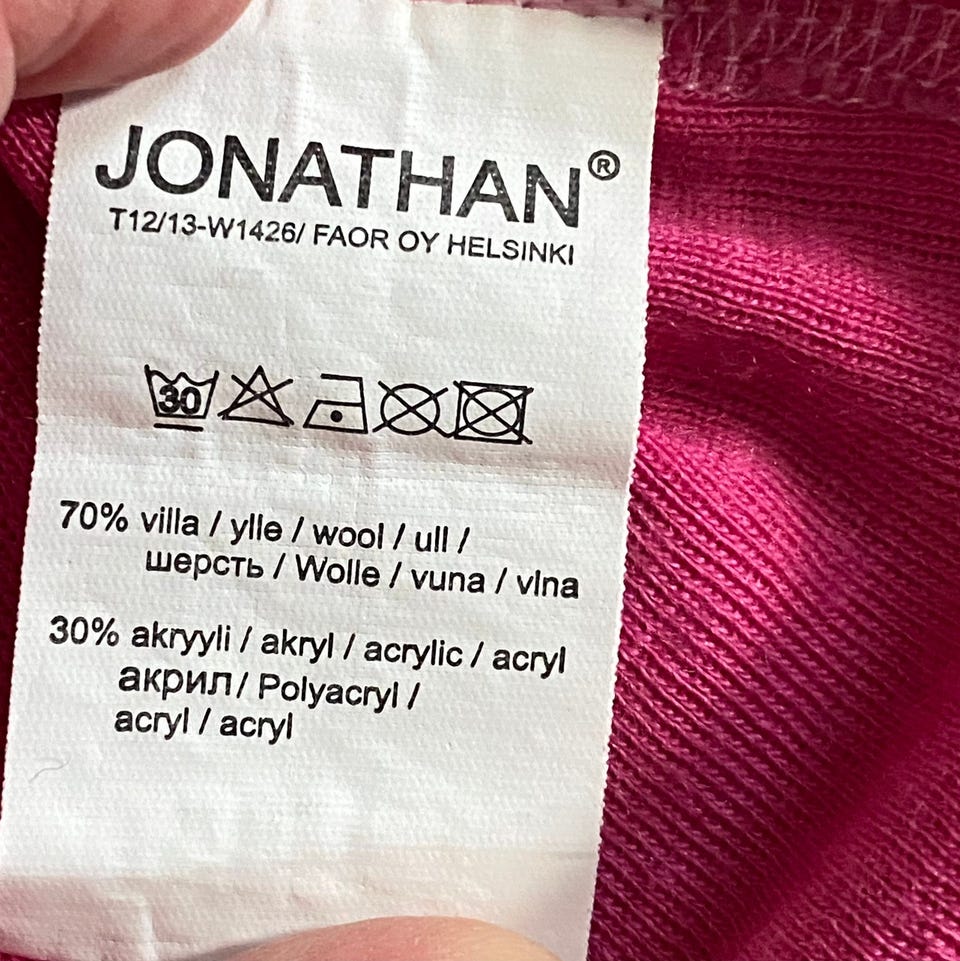 JONATHAN®
T12/13-W1426/ FAOR OY HELSINKI
30
70% villa / ylle / wool / ull /
шерсть / Wolle / vuna / vlna
30% akryyli / akryl / acrylic / acryl
акрил/ Polyacryl /
acryl / acryl